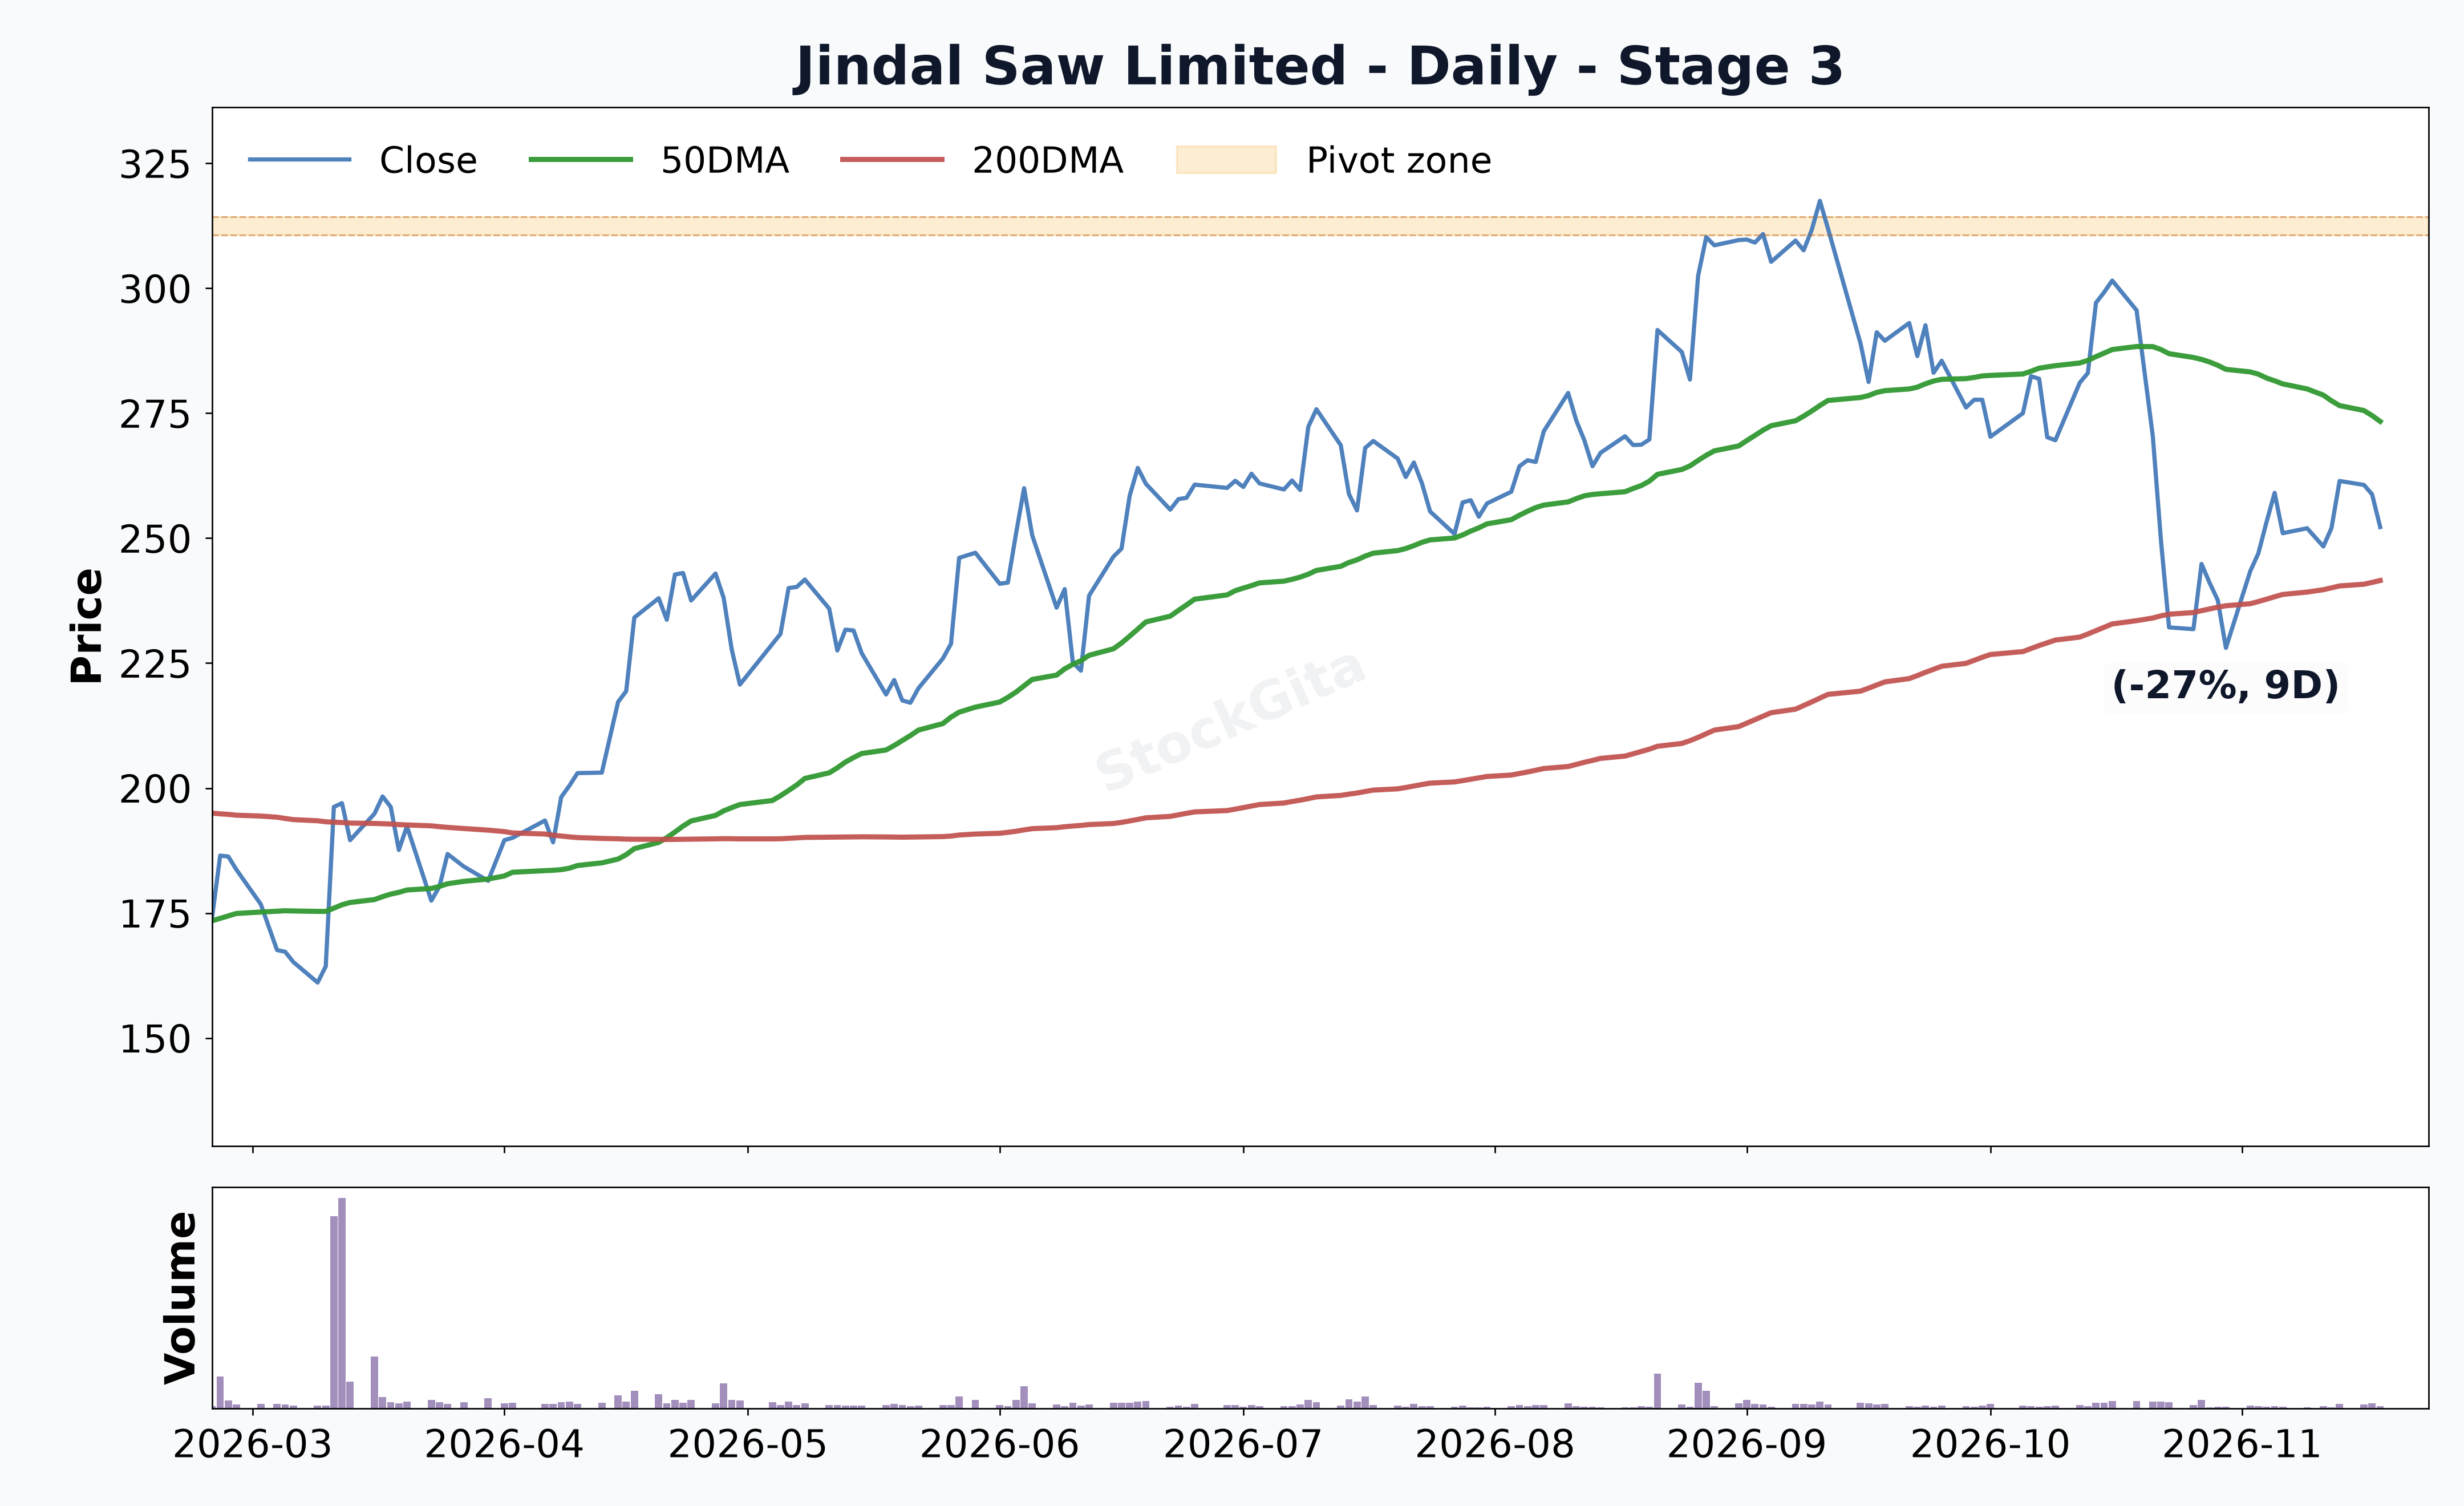 Jindal Saw Limited - Daily - Stage 3
Close 50DMA 200DMA Pivot zone
325
300
275
250
225
200
175
150
Price
(-27%, 9D)
StockGita
Volume
2026-03 2026-04 2026-05 2026-06 2026-07 2026-08 2026-09 2026-10 2026-11